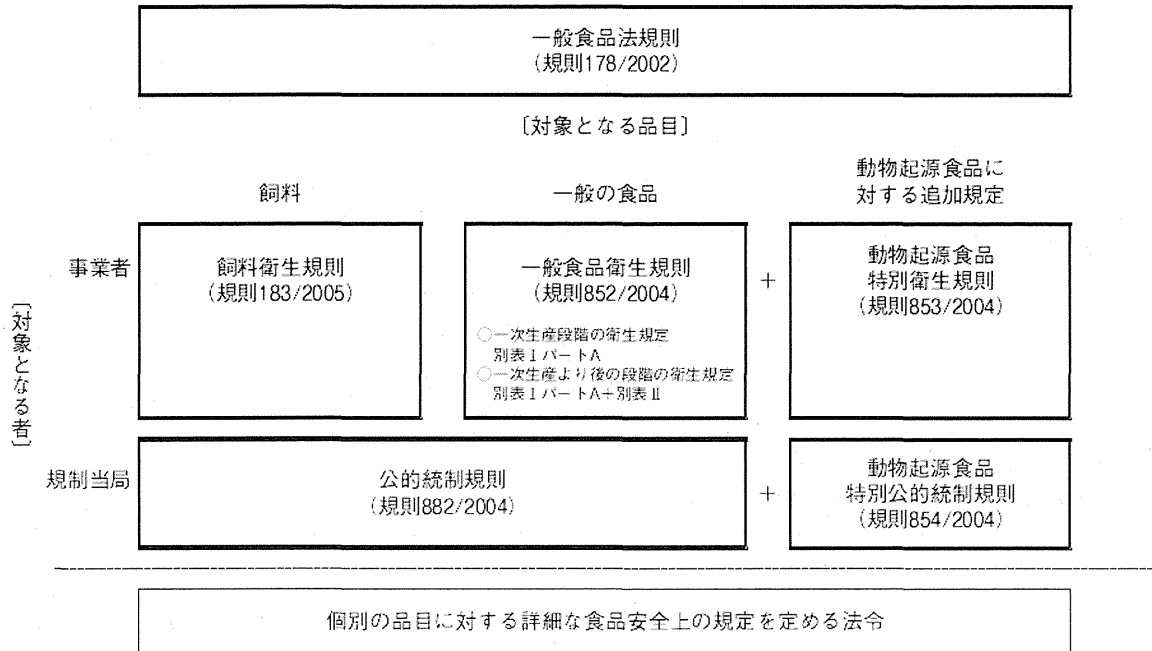 一般食品法規則
(規則178/2002)
〔対象となる品目〕
飼料
一般の食品
動物起源食品に
対する追加規定
〔対象となる者〕
事業者
飼料衛生規則
(規則183/2005)
一般食品衛生規則
(規則852/2004)
○一次生産段階の衛生規定
別表ⅠパートA
○一次生産より後の段階の衛生規定
別表ⅠパートA+別表Ⅱ
+
動物起源食品
特別衛生規則
(規則853/2004)
規制当局
公的統制規則
(規則882/2004)
+
動物起源食品
特別公的統制規則
(規則854/2004)
個別の品目に対する詳細な食品安全上の規定を定める法令